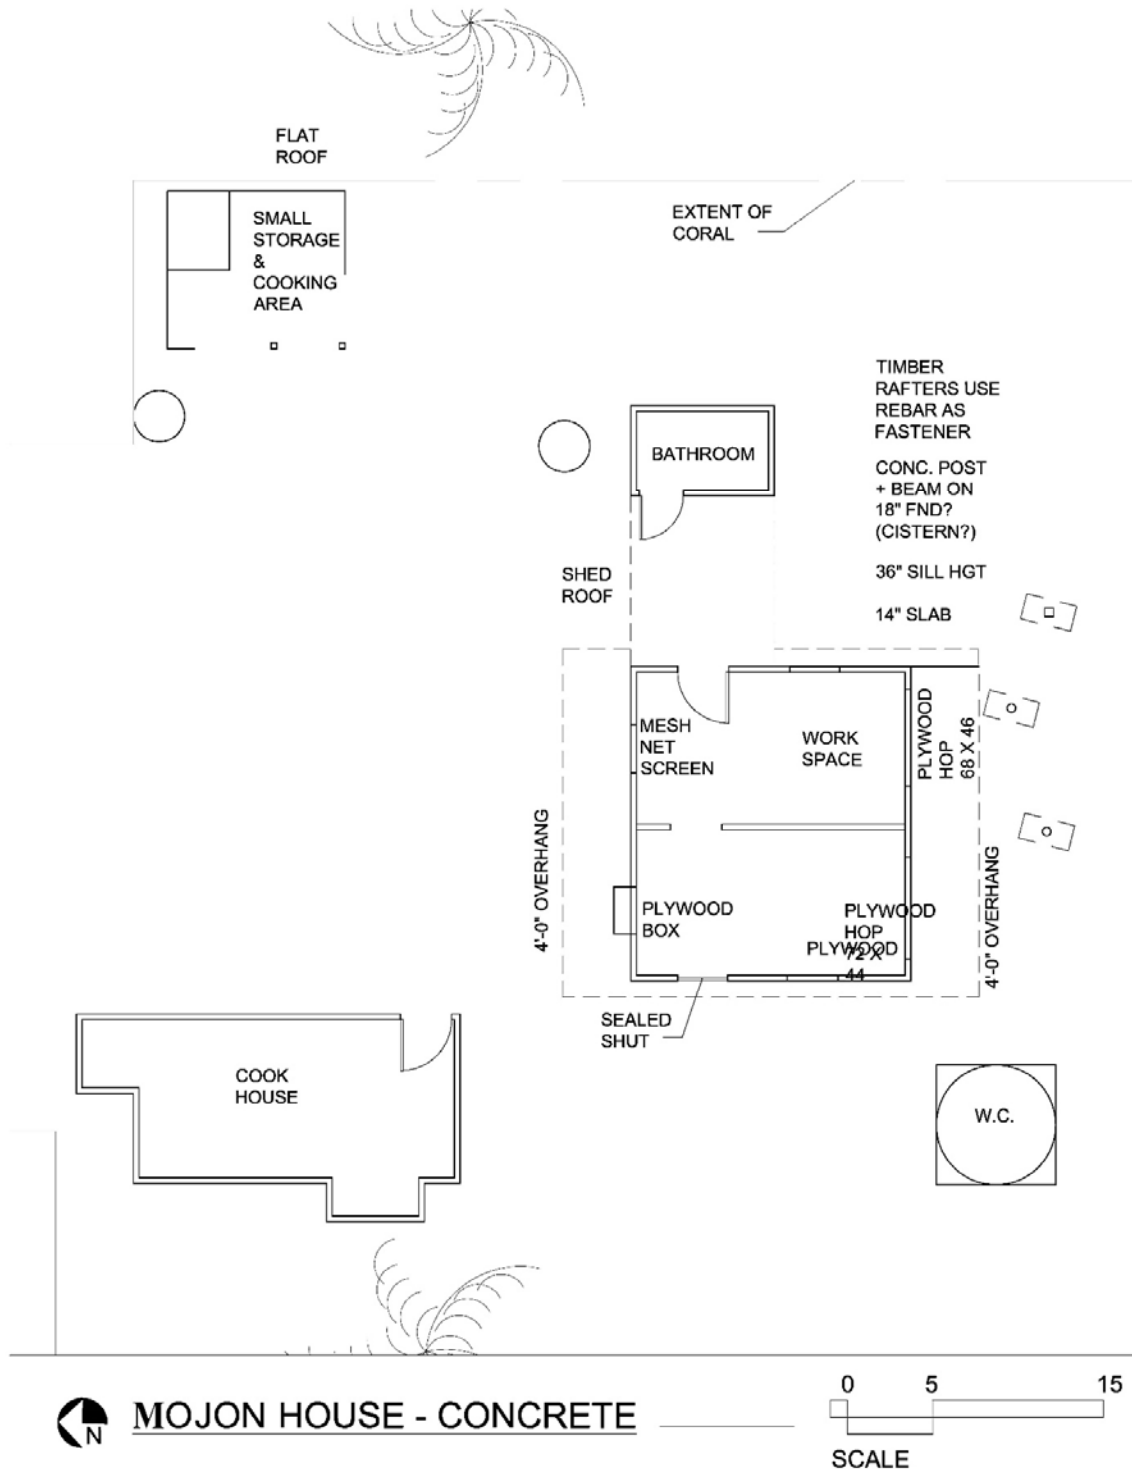 FLAT
ROOF
SMALL
STORAGE
&
COOKING
AREA
EXTENT OF
CORAL
TIMBER
RAFTERS USE
REBAR AS
FASTENER
CONC. POST
+ BEAM ON
18" FND?
(CISTERN?)
36" SILL HGT
14" SLAB
BATHROOM
SHED
ROOF
MESH
NET
SCREEN
WORK
SPACE
PLYWOOD
HOP
68 X 46
4'-0" OVERHANG
PLYWOOD
BOX
PLYWOOD
HOP
72 X
44
PLYWOOD
4'-0" OVERHANG
SEALED
SHUT
COOK
HOUSE
W.C.
N
MOJON HOUSE - CONCRETE
0 5 15
SCALE